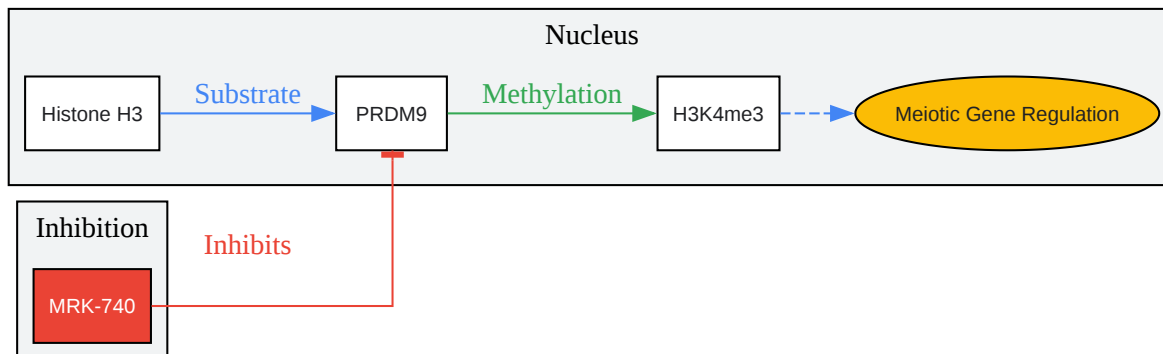 Nucleus
Substrate
Methylation
Histone H3
PRDM9
H3K4me3
Meiotic Gene Regulation
Inhibition
Inhibits
MRK-740